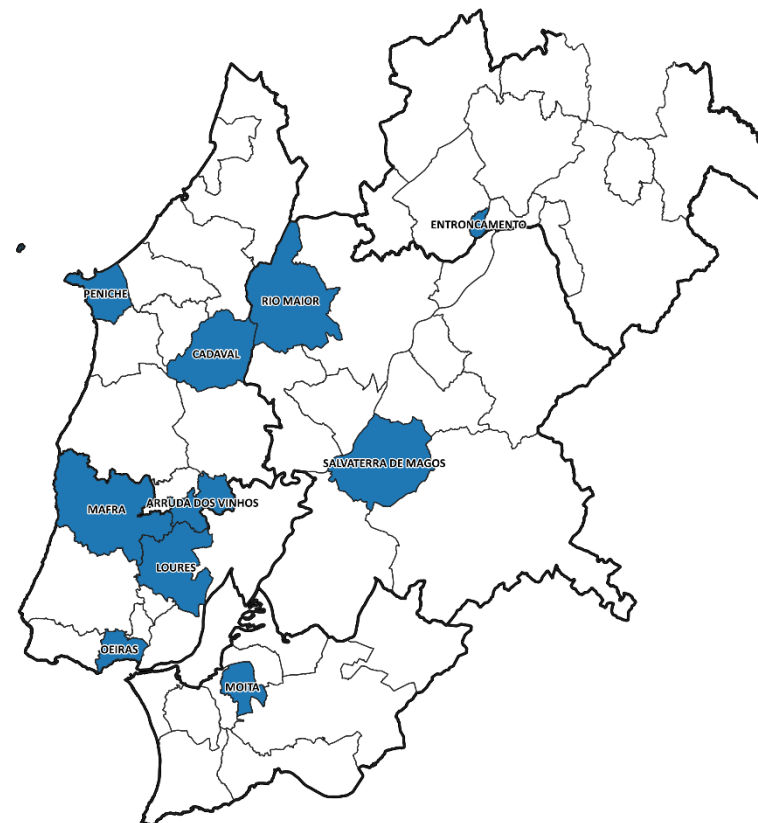 ENTRONCAMENTO
PENICHE
RIO MAIOR
CADAVAL
SALVATERRA DE MAGOS
ARRUDA DOS VINHOS
MAFRA
LOURES
OEIRAS
MOITA